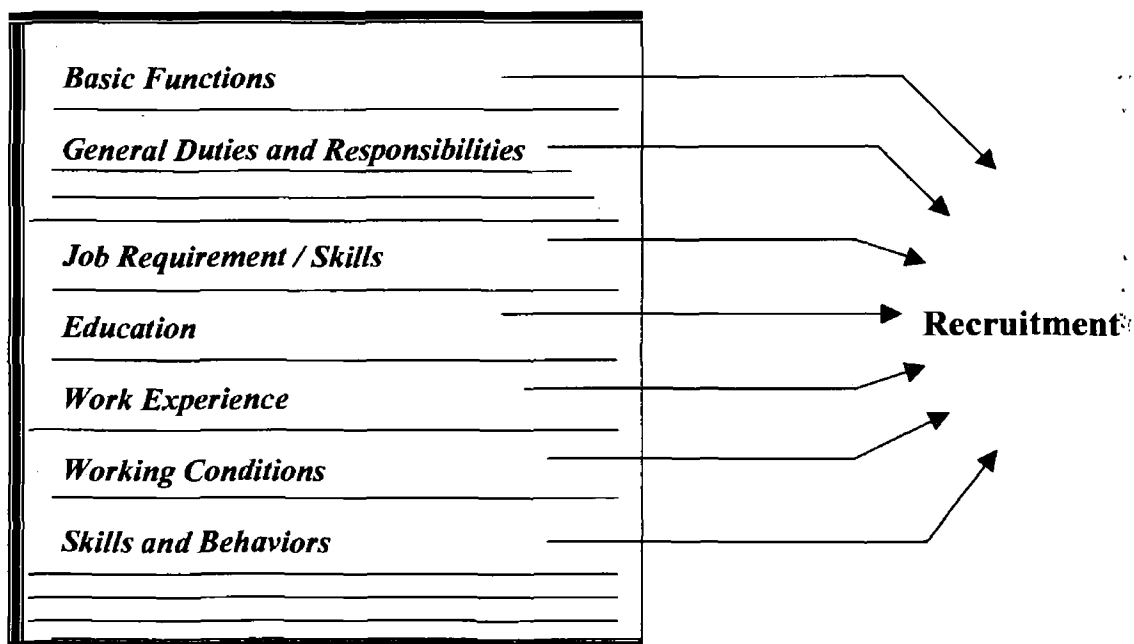 Basic Functions
General Duties and Responsibilities
Job Requirement / Skills
Education
Recruitment
Work Experience
Working Conditions
Skills and Behaviors